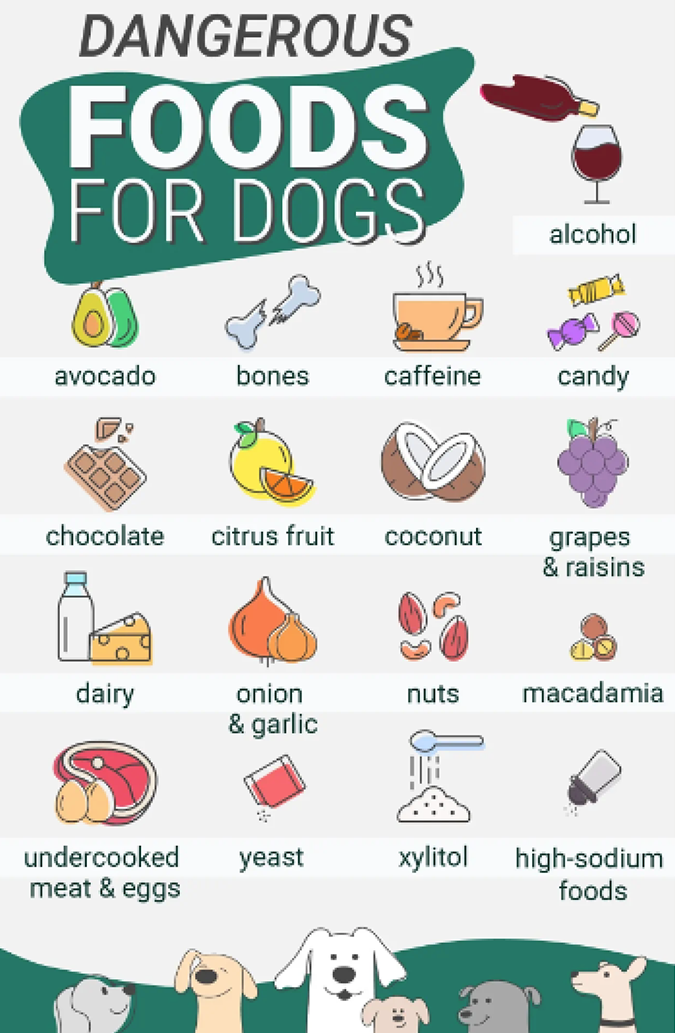 DANGEROUS
FOODS
FOR DOGS
alcohol
avocado
bones
caffeine
candy
chocolate
citrus fruit
coconut
grapes
& raisins
dairy
onion
& garlic
nuts
macadamia
undercooked
meat & eggs
yeast
xylitol
high-sodium
foods